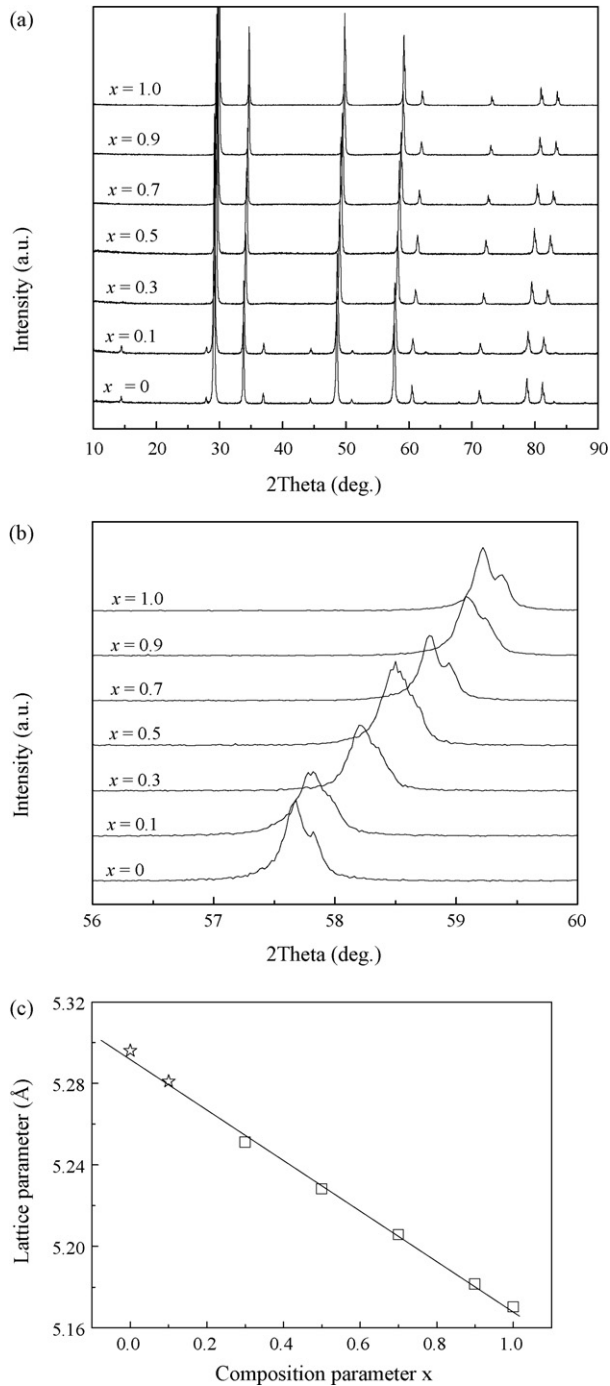 (a)
x = 1.0
x = 0.9
x = 0.7
x = 0.5
x = 0.3
x = 0.1
x = 0
Intensity (a.u.)
10 20 30 40 50 60 70 80 90
2Theta (deg.)
(b)
x = 1.0
x = 0.9
x = 0.7
x = 0.5
x = 0.3
x = 0.1
x = 0
Intensity (a.u.)
56 57 58 59 60
2Theta (deg.)
(c)
5.32
5.28
5.24
5.20
5.16
Lattice parameter (Å)
0.0 0.2 0.4 0.6 0.8 1.0
Composition parameter x